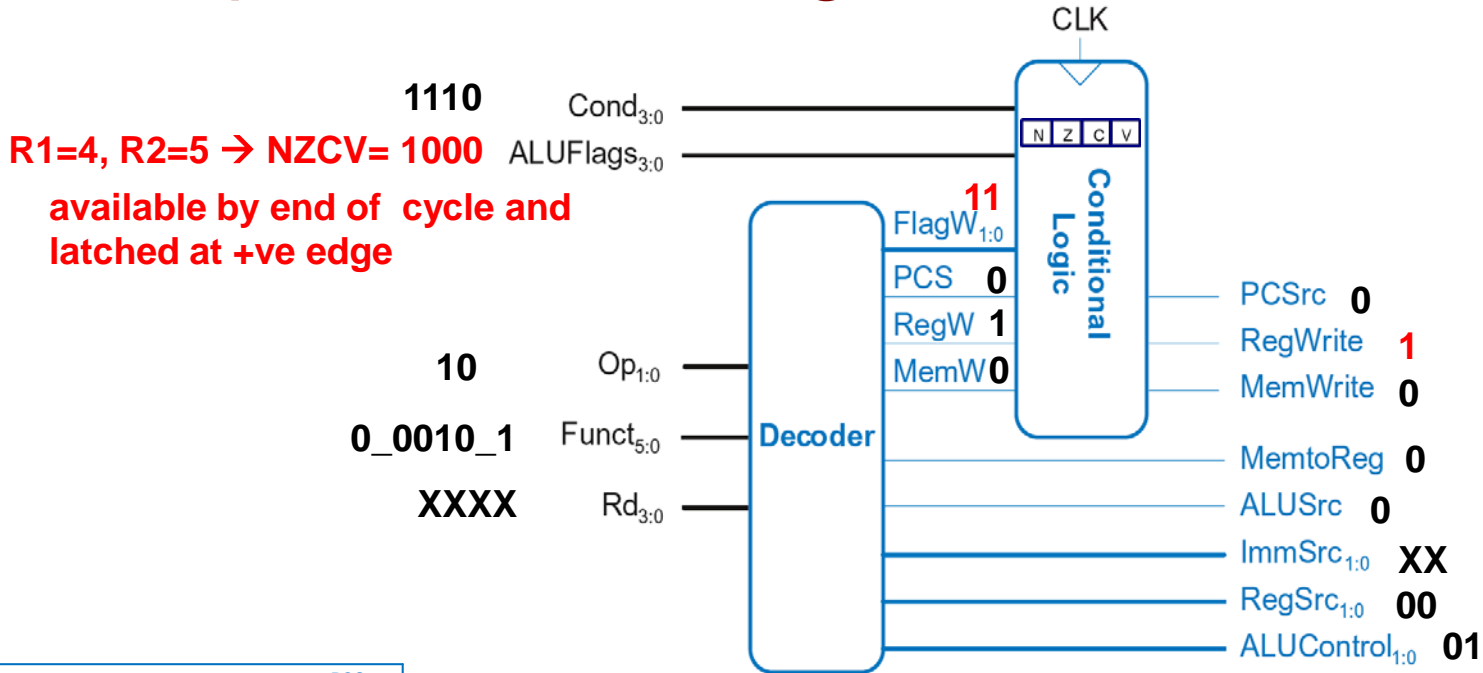 CLK
1110 Cond3:0
N Z C V
R1=4, R2=5 → NZCV= 1000 ALUFlags3:0
available by end of cycle and
latched at +ve edge
Conditional
Logic
11
FlagW1:0
PCS 0
RegW 1
MemW 0
PCSrc 0
RegWrite 1
MemWrite 0
10 Op1:0
0_0010_1 Funct5:0
XXXX Rd3:0
Decoder
MemtoReg 0
ALUSrc 0
ImmSrc1:0 XX
RegSrc1:0 00
ALUControl1:0 01